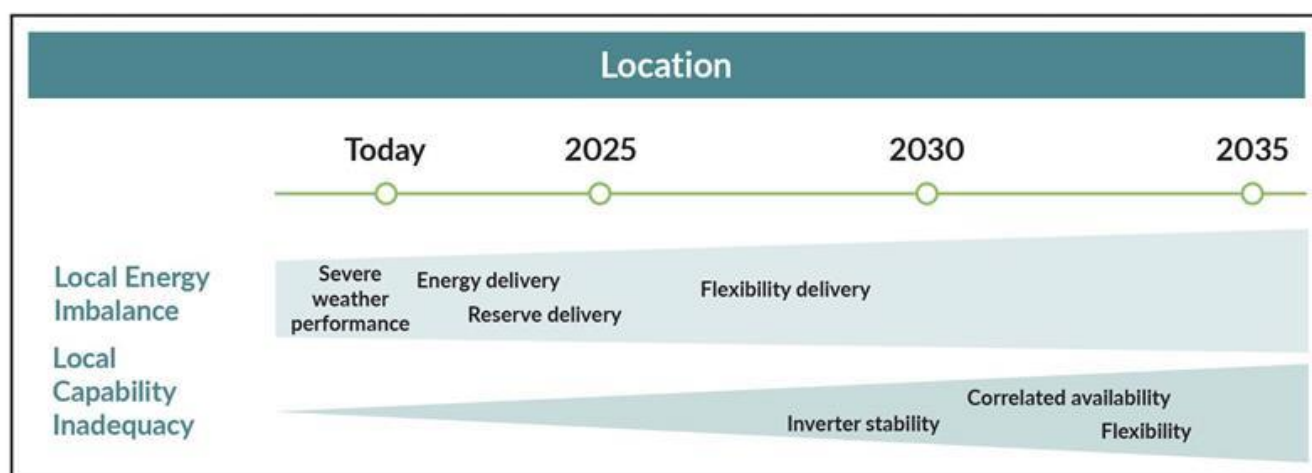 Location
Today 2025 2030 2035
Local Energy
Imbalance
Severe
weather
performance
Energy delivery
Reserve delivery
Flexibility delivery
Local
Capability
Inadequacy
Correlated availability
Inverter stability
Flexibility